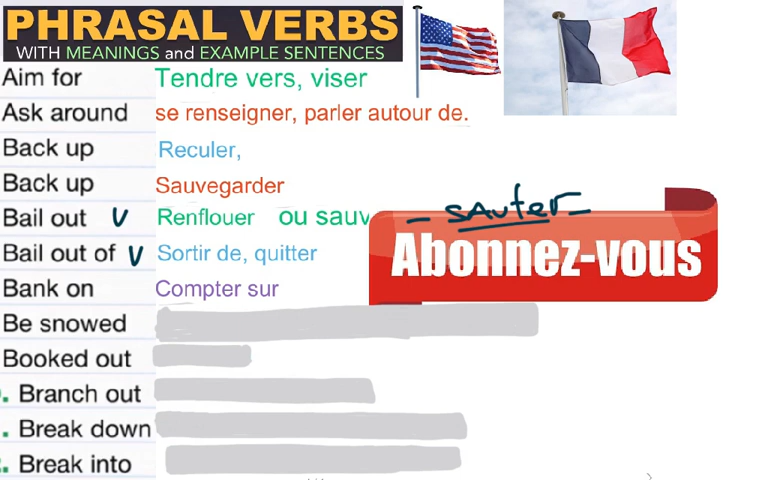 PHRASAL VERBS
WITH MEANINGS and EXAMPLE SENTENCES
Aim for Tendre vers, viser
Ask around se renseigner, parler autour de.
Back up Reculer,
Back up Sauvegarder
Bail out v Renflouer ou sauv - sauter -
Bail out of v Sortir de, quitter
Abonnez-vous
Bank on Compter sur
Be snowed
Booked out
. Branch out
. Break down
. Break into